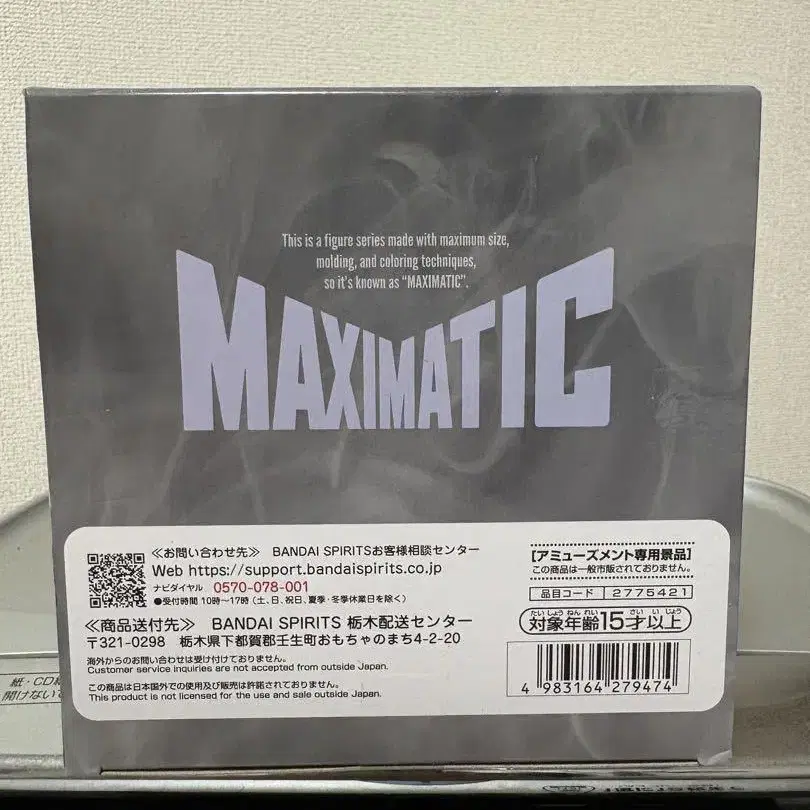 This is a figure series made with maximum size,
molding, and coloring techniques,
so it's known as “MAXIMATIC”.
MAXIMATIC
≪お問い合わせ先≫ BANDAI SPIRITSお客様相談センター
Web https://support.bandaispirits.co.jp
ナビダイヤル 0570-078-001
●受付時間 10時～17時 (土、日、祝日、夏季・冬季休業日を除く)
≪商品送付先≫ BANDAI SPIRITS 栃木配送センター
〒321-0298 栃木県下都賀郡壬生町おもちゃのまち4-2-20
海外からのお問い合わせは受け付けておりません。
Customer service inquiries are not accepted from outside Japan.
この商品は日本国外での使用及び販売は許諾されておりません。
This product is not licensed for the use and sale outside Japan.
[アミューズメント専用景品]
この商品は一般市販されておりません。
品目コード 2775421
たい しょう ねん れい さい い じょう
対象年齢15才以上
4 983164 279474
紙・CD
開けない